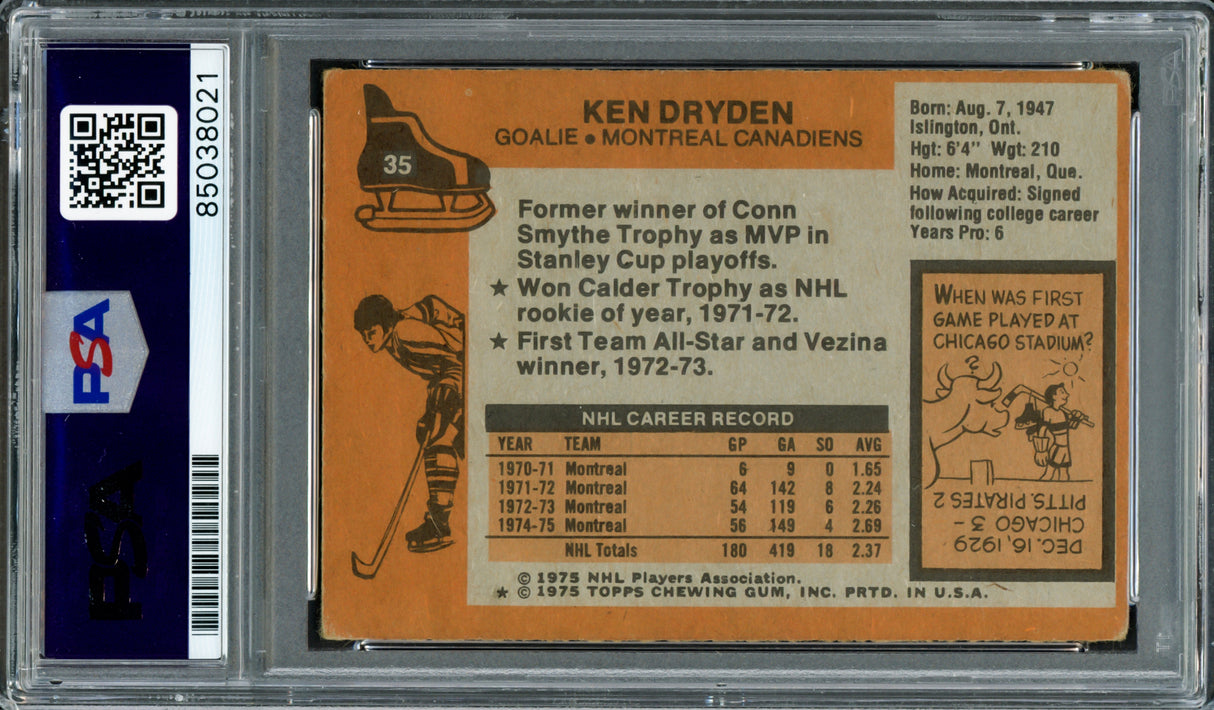 85038021
PSA
PSA
35
KEN DRYDEN
GOALIE ● MONTREAL CANADIENS
Former winner of Conn
Smythe Trophy as MVP in
Stanley Cup playoffs.
★ Won Calder Trophy as NHL
rookie of year, 1971-72.
★ First Team All-Star and Vezina
winner, 1972-73.
NHL CAREER RECORD
YEAR TEAM GP GA SO AVG
1970-71 Montreal 6 9 0 1.65
1971-72 Montreal 64 142 8 2.24
1972-73 Montreal 54 119 6 2.26
1974-75 Montreal 56 149 4 2.69
NHL Totals 180 419 18 2.37
© 1975 NHL Players Association.
★ © 1975 TOPPS CHEWING GUM, INC. PRTD. IN U.S.A.
Born: Aug. 7, 1947
Islington, Ont.
Hgt: 6'4" Wgt: 210
Home: Montreal, Que.
How Acquired: Signed
following college career
Years Pro: 6
WHEN WAS FIRST
GAME PLAYED AT
CHICAGO STADIUM?
?
DEC. 16, 1929
CHICAGO 3 -
PITTS. PIRATES 2
PSA